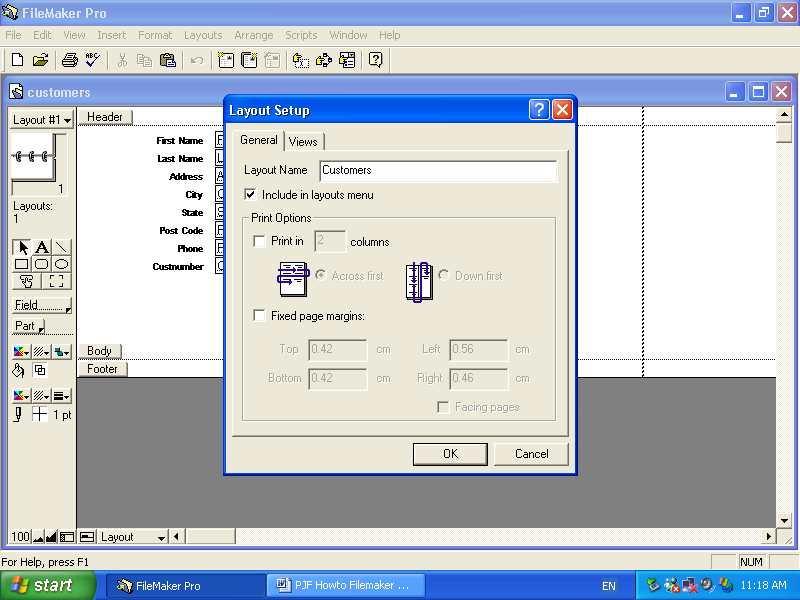 FileMaker Pro
File Edit View Insert Format Layouts Arrange Scripts Window Help
ABC
customers
Layout #1
Header
1
Layouts:
1
First Name
Last Name
Address
City
State
Post Code
Phone
Custnumber
A
Field
Part
Body
Footer
1 pt
Layout Setup
General Views
Layout Name Customers
Include in layouts menu
Print Options
Print in 2 columns
Across first Down first
Fixed page margins:
Top 0.42 cm Left 0.56 cm
Bottom 0.42 cm Right 0.46 cm
Facing pages
OK Cancel
100 Layout
For Help, press F1 NUM
start FileMaker Pro PJF Howto Filemaker ... EN 11:18 AM